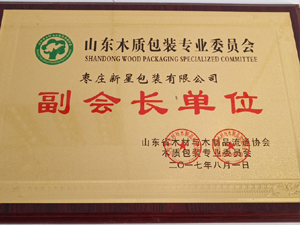 山东木质包装专业委员会
SHANDONG WOOD PACKAGING SPECIALIZED COMMITTEE
枣庄新星包装有限公司
副会长单位
山东省木材与木制品流通协会
木质包装专业委员会
二〇一七年八月一日